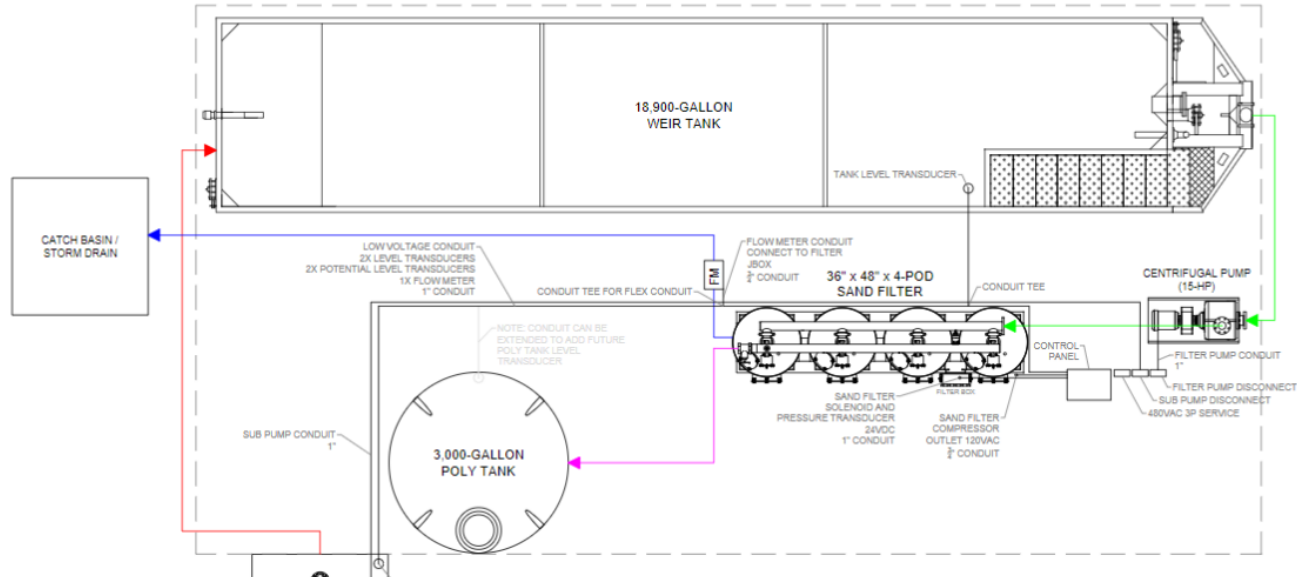 18,900-GALLON
WEIR TANK
TANK LEVEL TRANSDUCER
CATCH BASIN /
STORM DRAIN
LOW VOLTAGE CONDUIT
2X LEVEL TRANSDUCERS
2X POTENTIAL LEVEL TRANSDUCERS
1X FLOW METER
1" CONDUIT
FLOW METER CONDUIT
CONNECT TO FILTER
JBOX
¾" CONDUIT
FM
36" x 48" x 4-POD
SAND FILTER
CENTRIFUGAL PUMP
(15-HP)
CONDUIT TEE FOR FLEX CONDUIT
CONDUIT TEE
NOTE: CONDUIT CAN BE
EXTENDED TO ADD FUTURE
POLY TANK LEVEL
TRANSDUCER
CONTROL
PANEL
FILTER PUMP CONDUIT
1"
FILTER PUMP DISCONNECT
SUB PUMP DISCONNECT
480VAC 3P SERVICE
FILTER BOX
SAND FILTER
SOLENOID AND
PRESSURE TRANSDUCER
24VDC
1" CONDUIT
SAND FILTER
COMPRESSOR
OUTLET 120VAC
¾" CONDUIT
SUB PUMP CONDUIT
1"
3,000-GALLON
POLY TANK